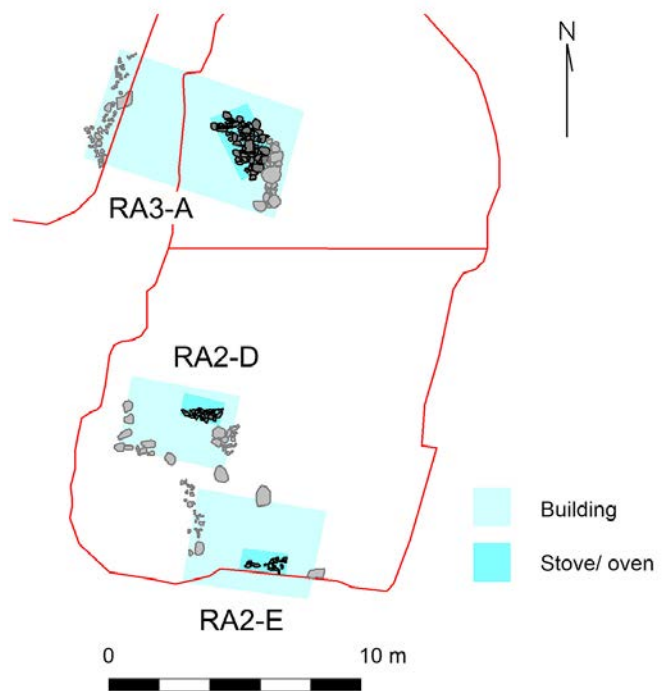 N
RA3-A
RA2-D
Building
Stove/ oven
RA2-E
0 10 m